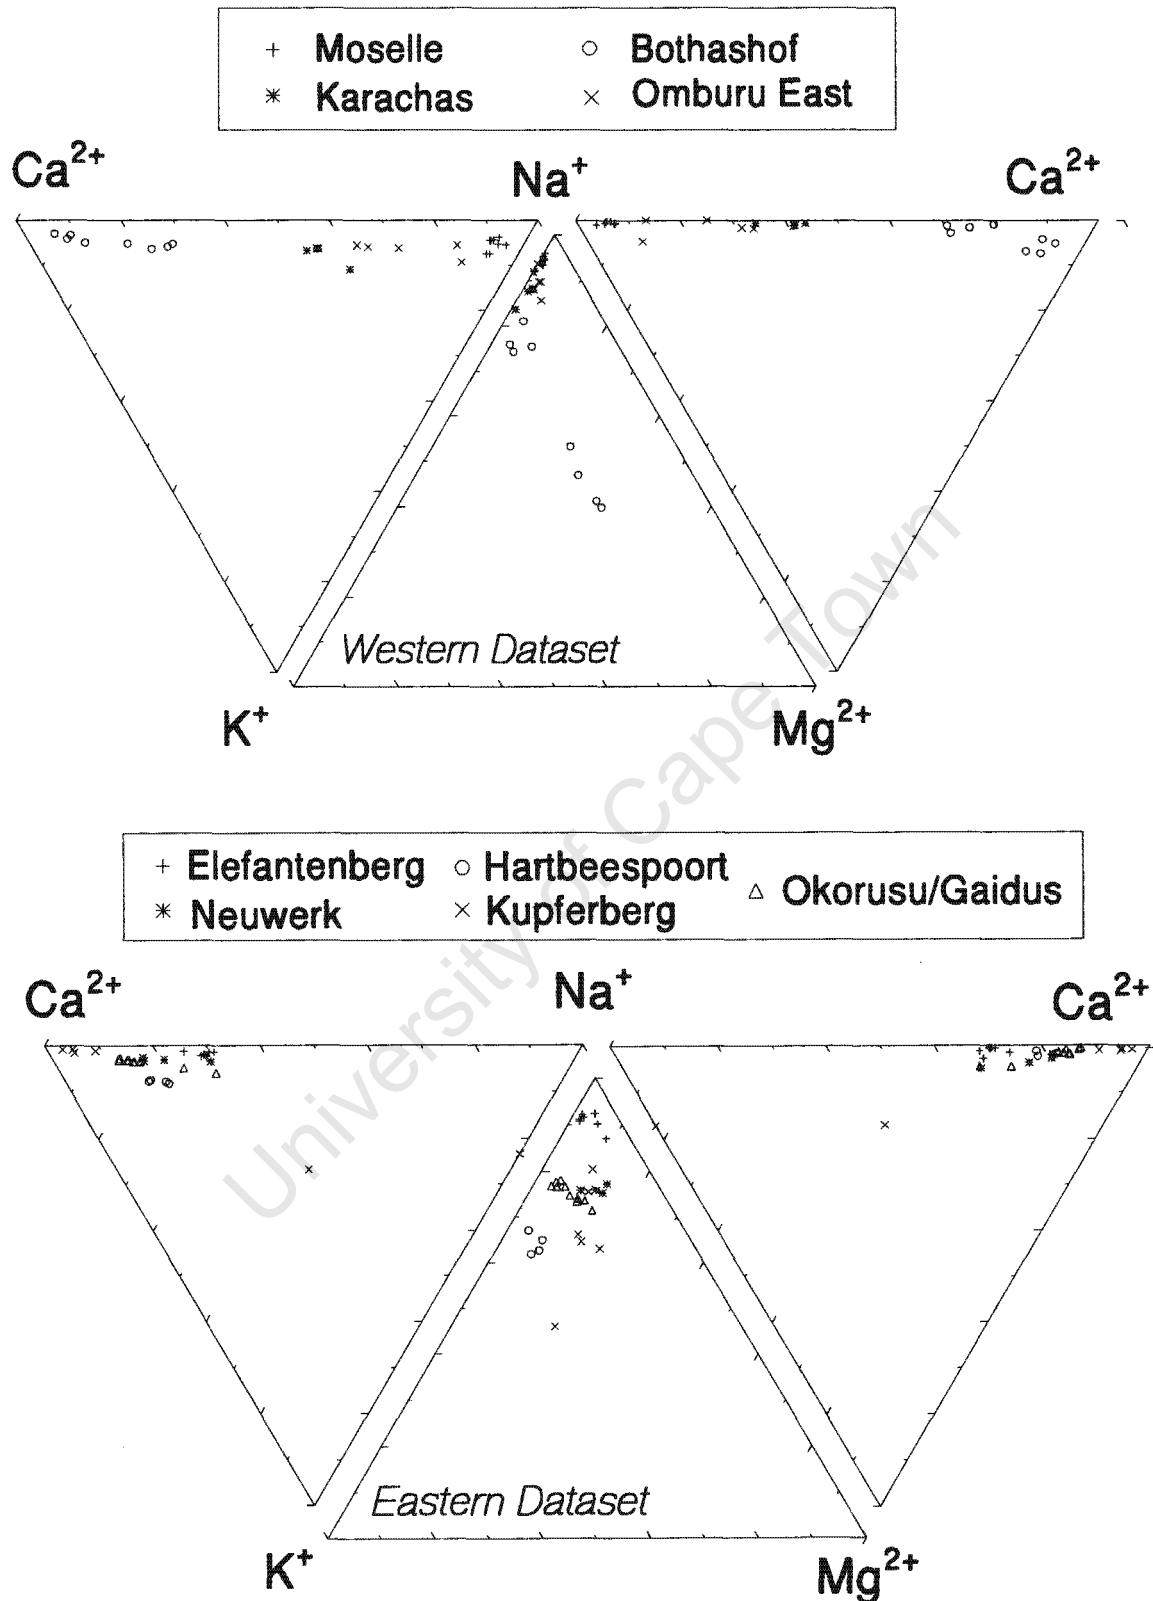 + Moselle ○ Bothashof
* Karachas × Omburu East
Ca2+ Na+ Ca2+
Western Dataset
K+ Mg2+
+ Elefantenberg ○ Hartbeespoort △ Okorusu/Gaidus
* Neuwerk × Kupferberg
Ca2+ Na+ Ca2+
Eastern Dataset
K+ Mg2+
University of Cape Town